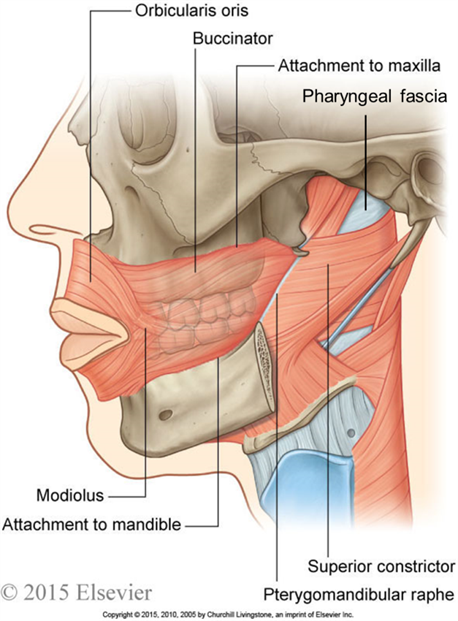 Orbicularis oris
Buccinator
Attachment to maxilla
Pharyngeal fascia
Modiolus
Attachment to mandible
Superior constrictor
Pterygomandibular raphe
© 2015 Elsevier
Copyright © 2015, 2010, 2005 by Churchill Livingstone, an imprint of Elsevier Inc.